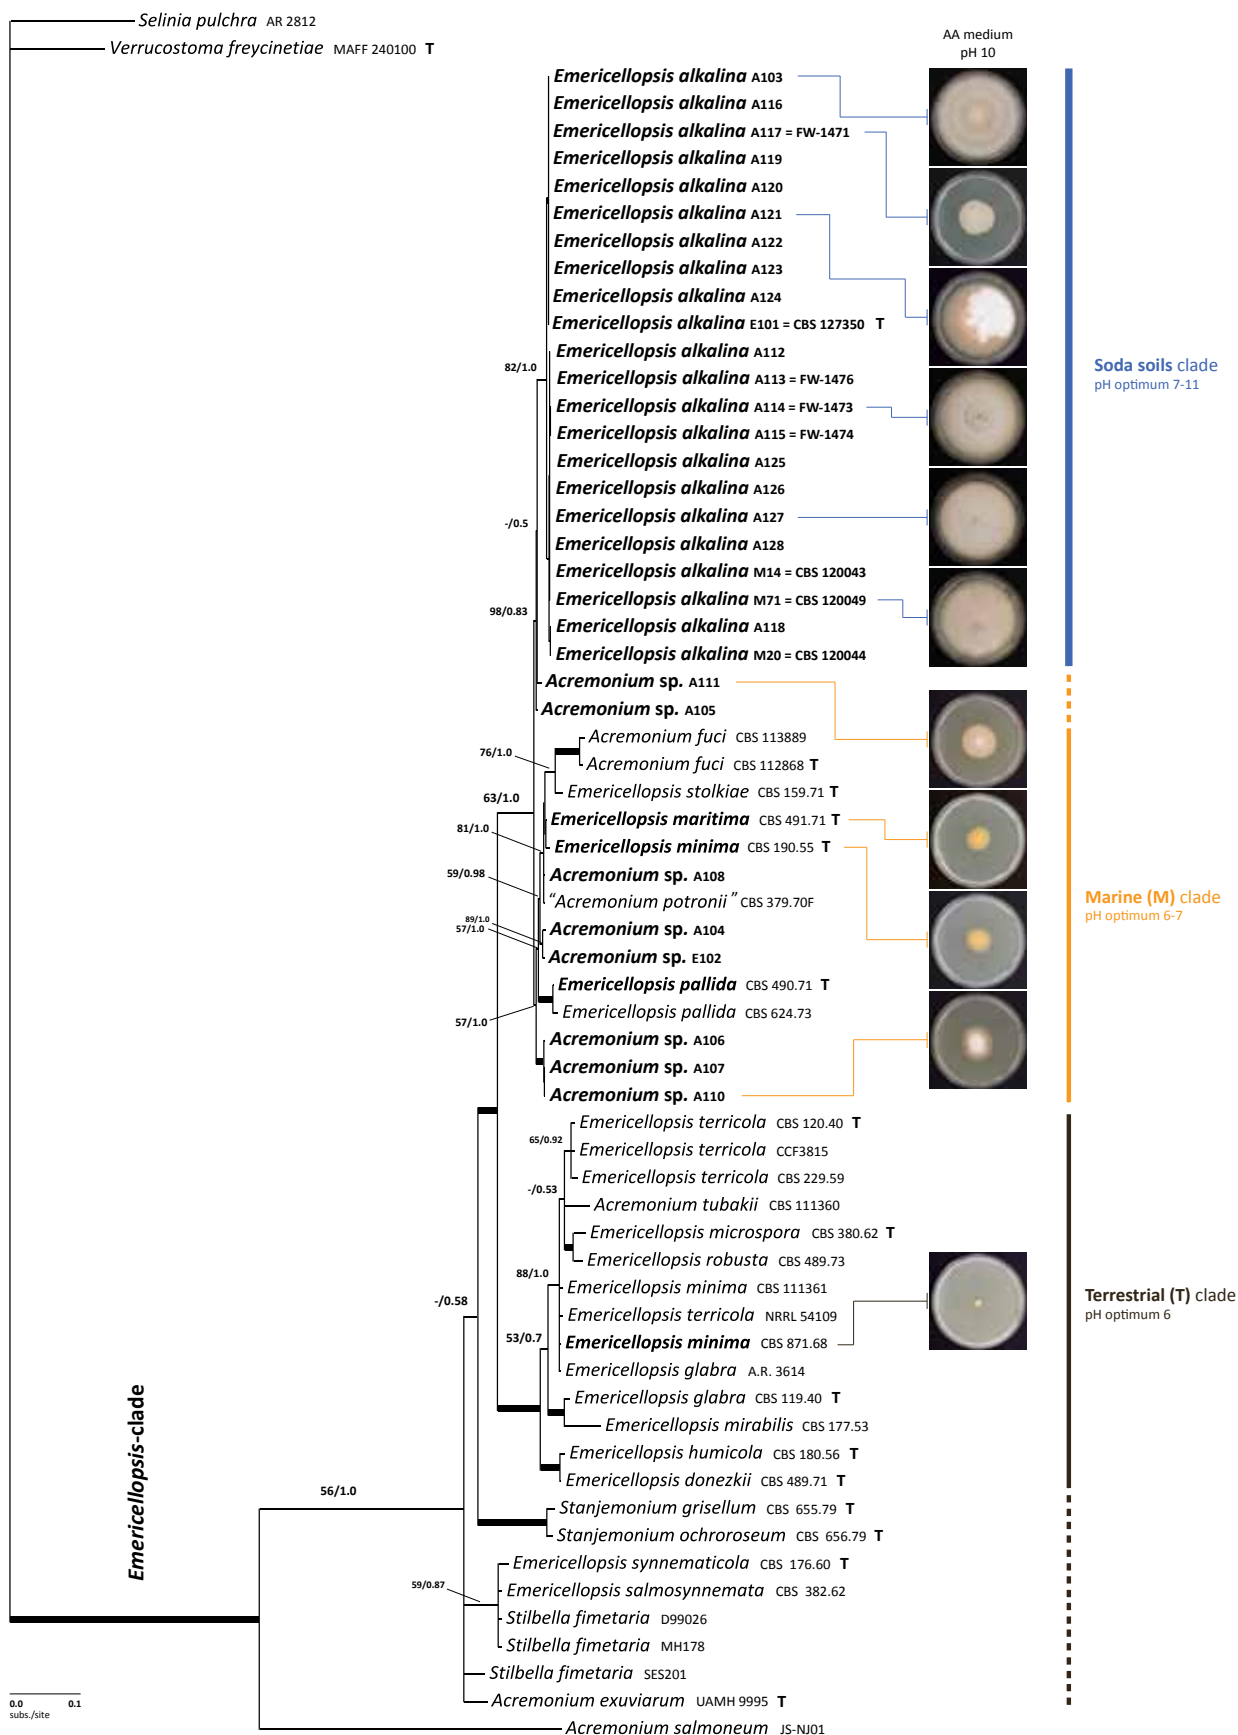 Selinia pulchra AR 2812
Verrucostoma freycinetiae MAFF 240100 T
AA medium
pH 10
Emericellopsis alkalina A103
Emericellopsis alkalina A116
Emericellopsis alkalina A117 = FW-1471
Emericellopsis alkalina A119
Emericellopsis alkalina A120
Emericellopsis alkalina A121
Emericellopsis alkalina A122
Emericellopsis alkalina A123
Emericellopsis alkalina A124
Emericellopsis alkalina E101 = CBS 127350 T
Emericellopsis alkalina A112
82/1.0
Emericellopsis alkalina A113 = FW-1476
Emericellopsis alkalina A114 = FW-1473
Emericellopsis alkalina A115 = FW-1474
Emericellopsis alkalina A125
Emericellopsis alkalina A126
Emericellopsis alkalina A127
-/0.5
Emericellopsis alkalina A128
Emericellopsis alkalina M14 = CBS 120043
Emericellopsis alkalina M71 = CBS 120049
98/0.83
Emericellopsis alkalina A118
Emericellopsis alkalina M20 = CBS 120044
Soda soils clade
pH optimum 7-11
Acremonium sp. A111
Acremonium sp. A105
Acremonium fuci CBS 113889
76/1.0
Acremonium fuci CBS 112868 T
Emericellopsis stolkiae CBS 159.71 T
63/1.0
Emericellopsis maritima CBS 491.71 T
81/1.0
Emericellopsis minima CBS 190.55 T
59/0.98
Acremonium sp. A108
"Acremonium potronii" CBS 379.70F
89/1.0
57/1.0
Acremonium sp. A104
Acremonium sp. E102
Emericellopsis pallida CBS 490.71 T
Emericellopsis pallida CBS 624.73
57/1.0
Acremonium sp. A106
Acremonium sp. A107
Acremonium sp. A110
Marine (M) clade
pH optimum 6-7
Emericellopsis terricola CBS 120.40 T
65/0.92
Emericellopsis terricola CCF3815
Emericellopsis terricola CBS 229.59
-/0.53
Acremonium tubakii CBS 111360
Emericellopsis microspora CBS 380.62 T
Emericellopsis robusta CBS 489.73
88/1.0
Emericellopsis minima CBS 111361
-/0.58
Emericellopsis terricola NRRL 54109
53/0.7
Emericellopsis minima CBS 871.68
Emericellopsis glabra A.R. 3614
Emericellopsis glabra CBS 119.40 T
Emericellopsis mirabilis CBS 177.53
Emericellopsis humicola CBS 180.56 T
Emericellopsis donezkii CBS 489.71 T
Terrestrial (T) clade
pH optimum 6
Emericellopsis-clade
56/1.0
Stanjemonium grisellum CBS 655.79 T
Stanjemonium ochroroseum CBS 656.79 T
Emericellopsis synnematicola CBS 176.60 T
59/0.87
Emericellopsis salmosynnemata CBS 382.62
Stilbella fimetaria D99026
Stilbella fimetaria MH178
Stilbella fimetaria SES201
Acremonium exuviarum UAMH 9995 T
Acremonium salmoneum JS-NJ01
0.0 0.1
subs./site